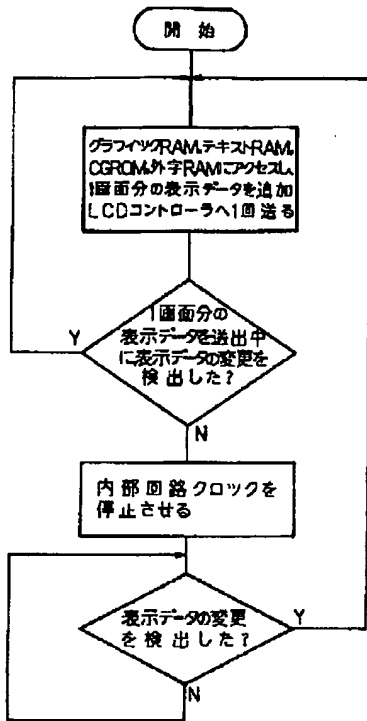 開始
グラフィックRAM、テキストRAM、
CGROM、外字RAMにアクセスし、
1画面分の表示データを追加
LCDコントローラへ1回送る
1画面分の
表示データを送出中
に表示データの変更を
検出した?
Y
N
内部回路クロックを
停止させる
表示データの変更
を検出した?
Y
N